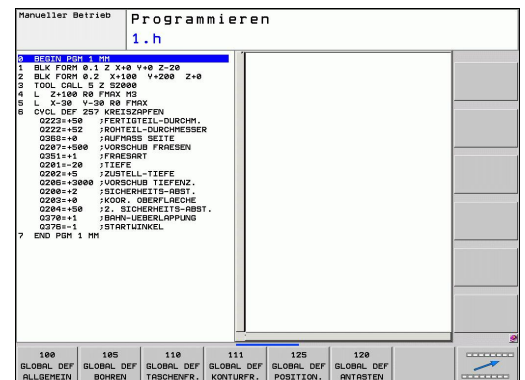 Manueller Betrieb
Programmieren
1.h
0 BEGIN PGM 1 MM
1 BLK FORM 0.1 Z X+0 Y+0 Z-20
2 BLK FORM 0.2 X+100 Y+200 Z+0
3 TOOL CALL 5 Z S2000
4 L Z+100 R0 FMAX M3
5 L X-30 Y-30 R0 FMAX
6 CYCL DEF 257 KREISZAPFEN
Q223=+50 ;FERTIGTEIL-DURCHM.
Q222=+52 ;ROHTEIL-DURCHMESSER
Q368=+0 ;AUFMASS SEITE
Q207=+500 ;VORSCHUB FRAESEN
Q351=+1 ;FRAESART
Q201=-20 ;TIEFE
Q202=+5 ;ZUSTELL-TIEFE
Q206=+3000 ;VORSCHUB TIEFENZ.
Q200=+2 ;SICHERHEITS-ABST.
Q203=+0 ;KOOR. OBERFLAECHE
Q204=+50 ;2. SICHERHEITS-ABST.
Q370=+1 ;BAHN-UEBERLAPPUNG
Q376=-1 ;STARTWINKEL
7 END PGM 1 MM
100 GLOBAL DEF ALLGEMEIN
105 GLOBAL DEF BOHREN
110 GLOBAL DEF TASCHENFR.
111 GLOBAL DEF KONTURFR.
125 GLOBAL DEF POSITION.
120 GLOBAL DEF ANTASTEN